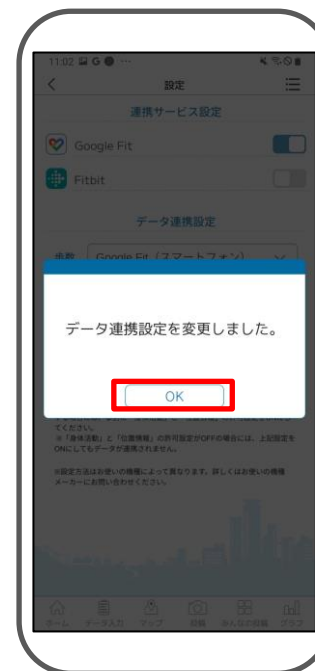 11:02
設定
連携サービス設定
Google Fit
Fitbit
データ連携設定
歩数 Google Fit (スマートフォン)
データ連携設定を変更しました。
OK
てください。
※「身体活動」と「位置情報」の許可設定がOFFの場合には、上記設定を
ONにしてもデータが連携されません。
※設定方法はお使いの機種によって異なります。詳しくはお使いの機種
メーカーにお問い合わせください。
ホーム データ入力 マップ 投稿 みんなの投稿 グラフ